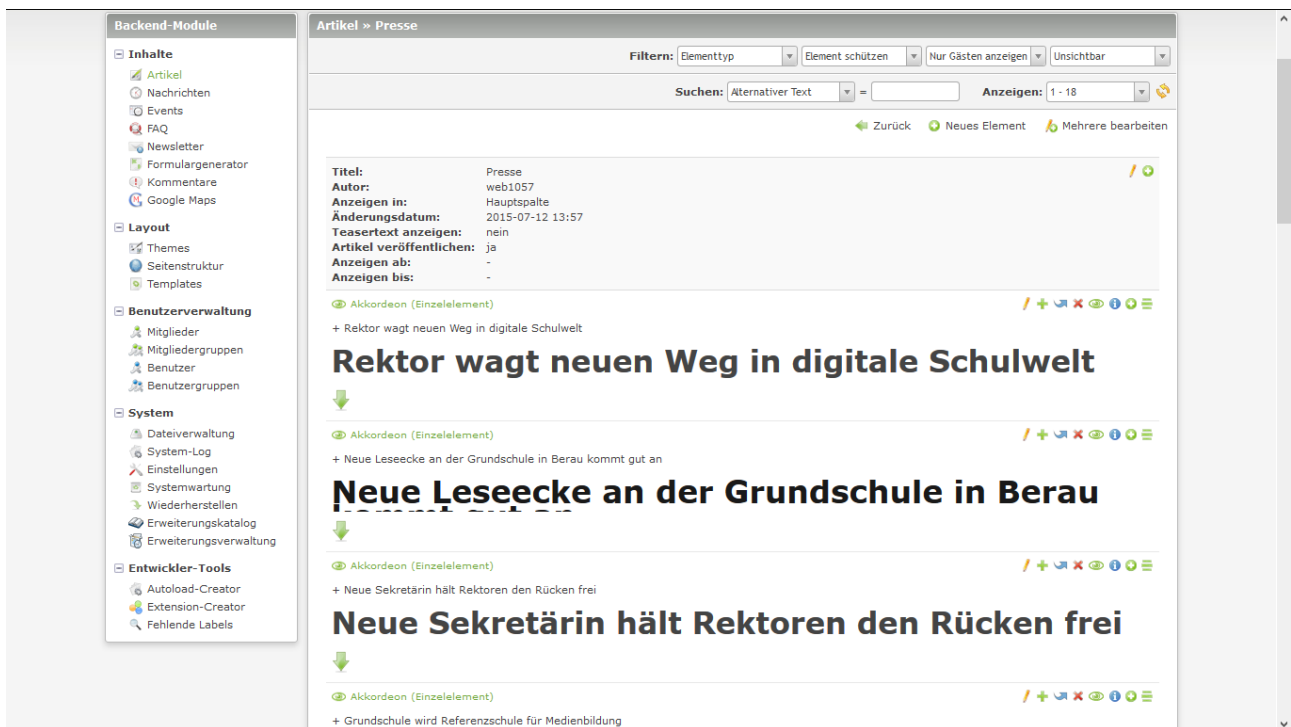 Backend-Module
Inhalte
Artikel
Nachrichten
Events
FAQ
Newsletter
Formulargenerator
Kommentare
Google Maps
Layout
Themes
Seitenstruktur
Templates
Benutzerverwaltung
Mitglieder
Mitgliedergruppen
Benutzer
Benutzergruppen
System
Dateiverwaltung
System-Log
Einstellungen
Systemwartung
Wiederherstellen
Erweiterungskatalog
Erweiterungsverwaltung
Entwickler-Tools
Autoload-Creator
Extension-Creator
Fehlende Labels
Artikel » Presse
Filtern: Elementtyp Element schützen Nur Gästen anzeigen Unsichtbar
Suchen: Alternativer Text = Anzeigen: 1 - 18
Zurück Neues Element Mehrere bearbeiten
Titel: Presse
Autor: web1057
Anzeigen in: Hauptspalte
Änderungsdatum: 2015-07-12 13:57
Teasertext anzeigen: nein
Artikel veröffentlichen: ja
Anzeigen ab: -
Anzeigen bis: -
Akkordeon (Einzelelement)
+ Rektor wagt neuen Weg in digitale Schulwelt
Rektor wagt neuen Weg in digitale Schulwelt
Akkordeon (Einzelelement)
+ Neue Leseecke an der Grundschule in Berau kommt gut an
Neue Leseecke an der Grundschule in Berau
kommt gut an
Akkordeon (Einzelelement)
+ Neue Sekretärin hält Rektoren den Rücken frei
Neue Sekretärin hält Rektoren den Rücken frei
Akkordeon (Einzelelement)
+ Grundschule wird Referenzschule für Medienbildung